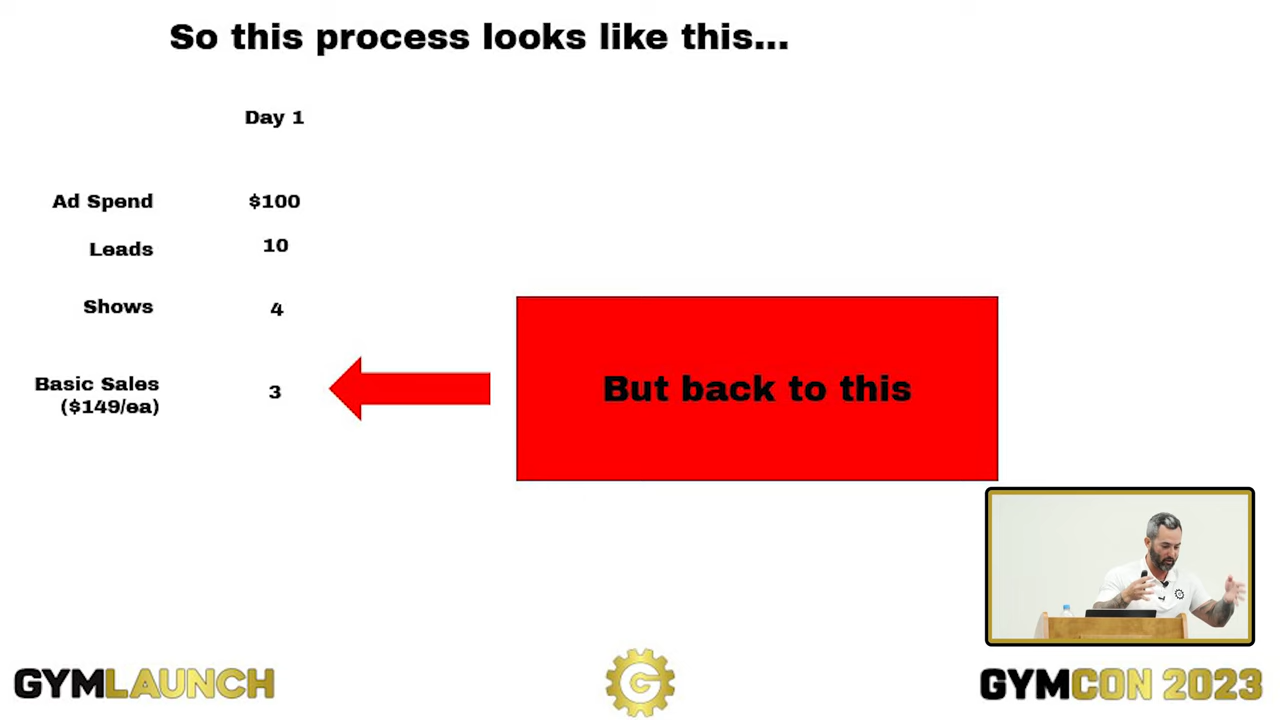 So this process looks like this...
Day 1
Ad Spend $100
Leads 10
Shows 4
Basic Sales
($149/ea) 3
But back to this
GYMLAUNCH
G
GYMCON 2023